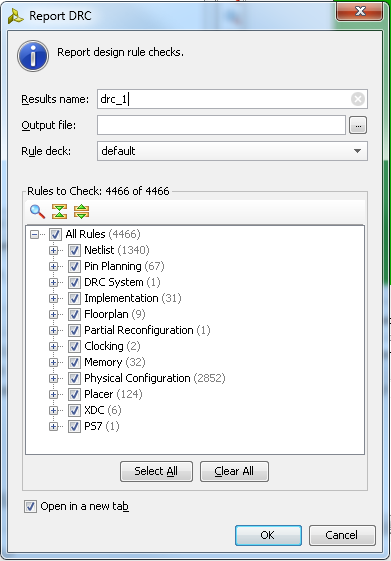 Report DRC
Report design rule checks.
Results name: drc_1
Output file: ...
Rule deck: default
Rules to Check: 4466 of 4466
All Rules (4466)
Netlist (1340)
Pin Planning (67)
DRC System (1)
Implementation (31)
Floorplan (9)
Partial Reconfiguration (1)
Clocking (2)
Memory (32)
Physical Configuration (2852)
Placer (124)
XDC (6)
PS7 (1)
Select All Clear All
Open in a new tab
OK Cancel